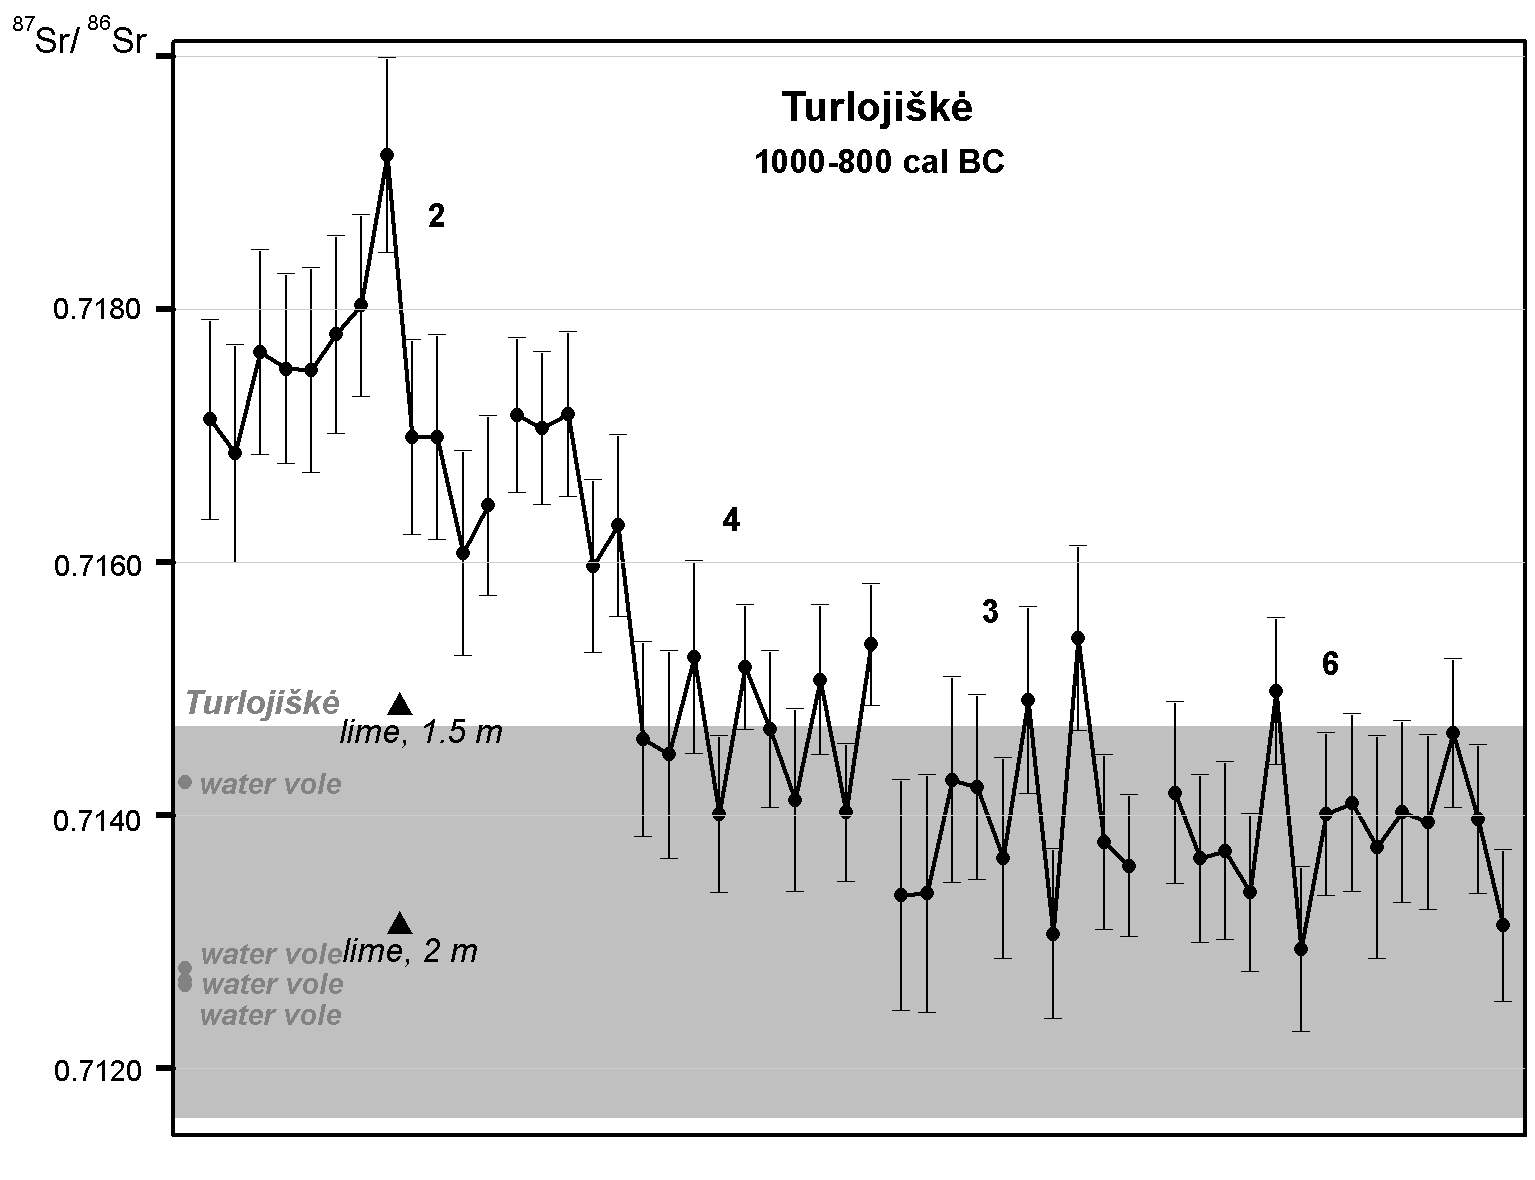 87Sr/ 86Sr
Turlojiškė
1000-800 cal BC
2
0.7180
4
0.7160
3
6
Turlojiškė
lime, 1.5 m
water vole
0.7140
water vole
lime, 2 m
water vole
water vole
0.7120